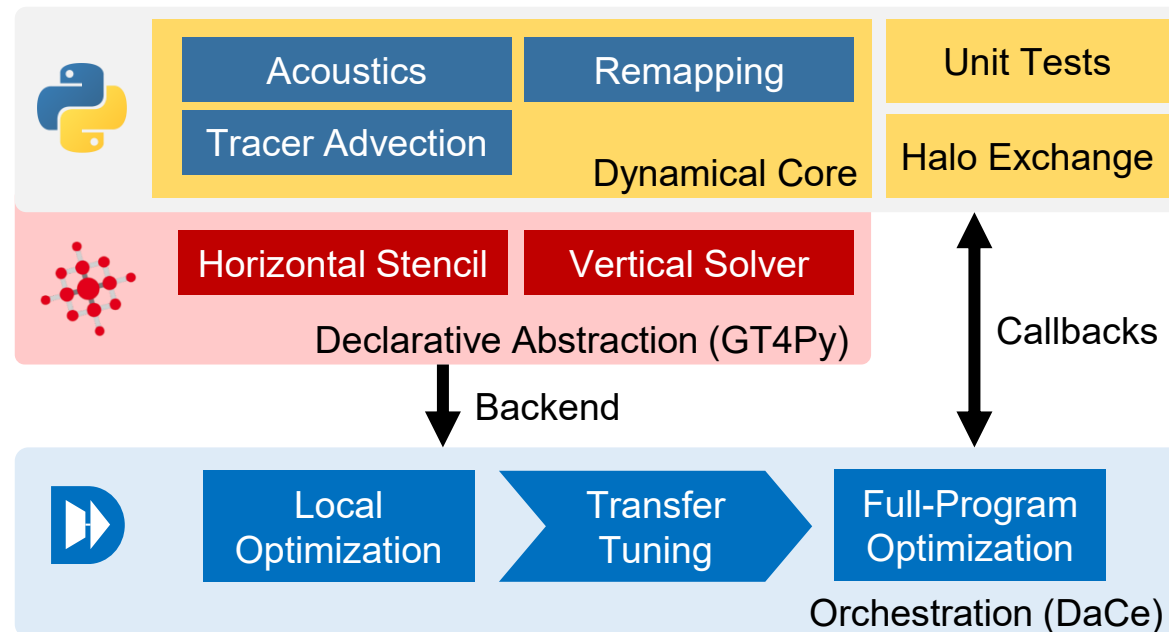 Acoustics
Remapping
Unit Tests
Tracer Advection
Dynamical Core
Halo Exchange
Horizontal Stencil
Vertical Solver
Declarative Abstraction (GT4Py)
Callbacks
Backend
Local
Optimization
Transfer
Tuning
Full-Program
Optimization
Orchestration (DaCe)